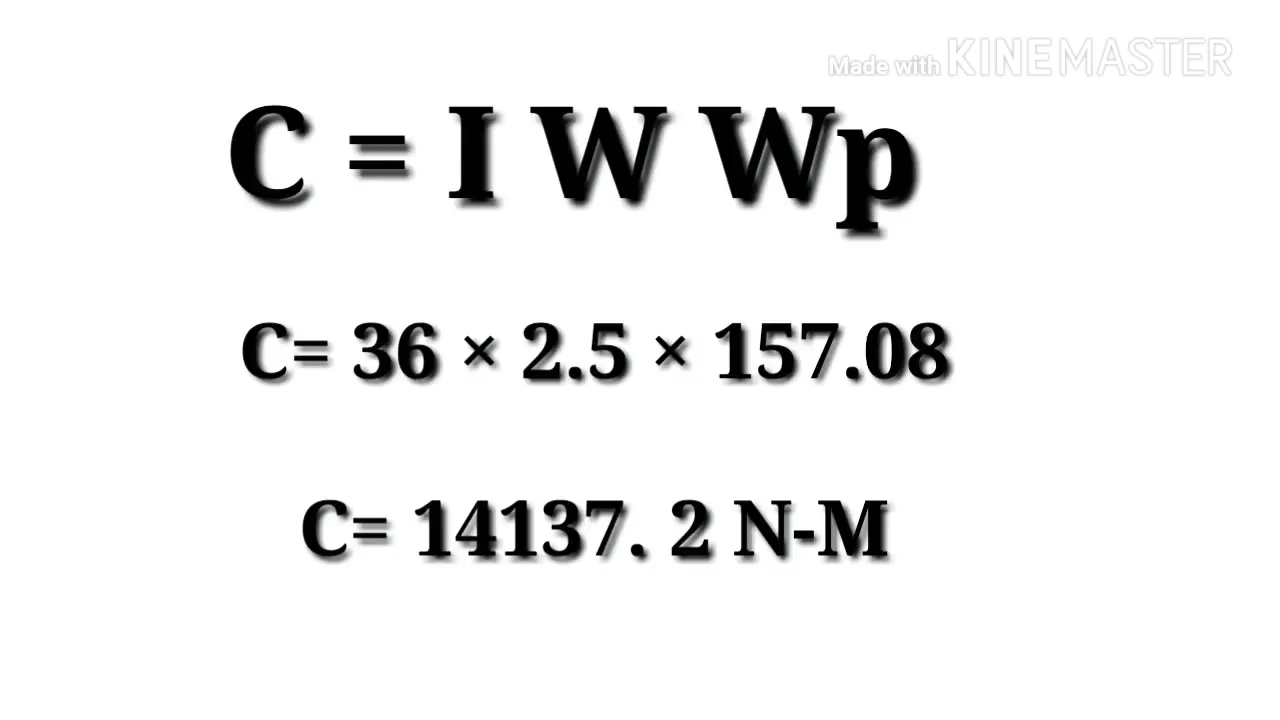 Made with KINEMASTER
C = I W Wp
C= 36 × 2.5 × 157.08
C= 14137. 2 N-M